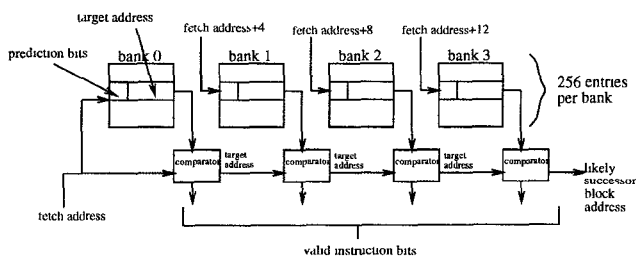 target address
fetch address+4
fetch address+8
fetch address+12
prediction bits
bank 0
bank 1
bank 2
bank 3
256 entries
per bank
comparator
target
address
comparator
target
address
comparator
target
address
comparator
likely
successor
block
address
fetch address
valid instruction bits